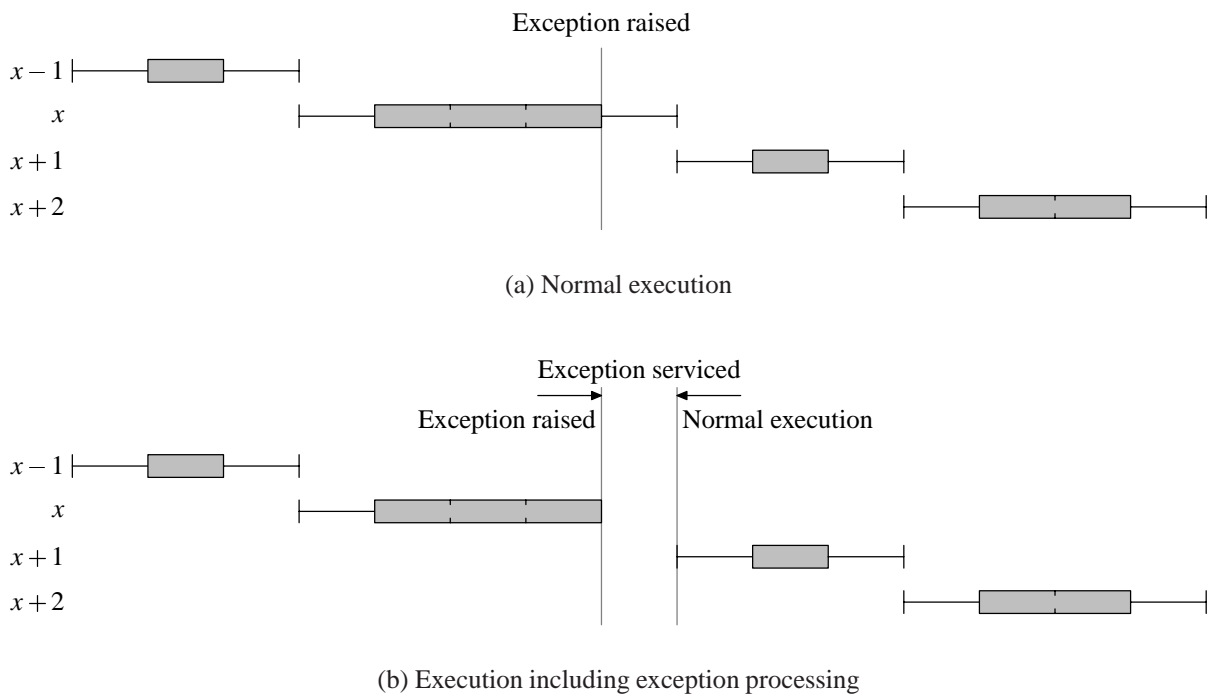 Exception raised
x − 1
x
x + 1
x + 2
(a) Normal execution
Exception serviced
Exception raised
Normal execution
x − 1
x
x + 1
x + 2
(b) Execution including exception processing